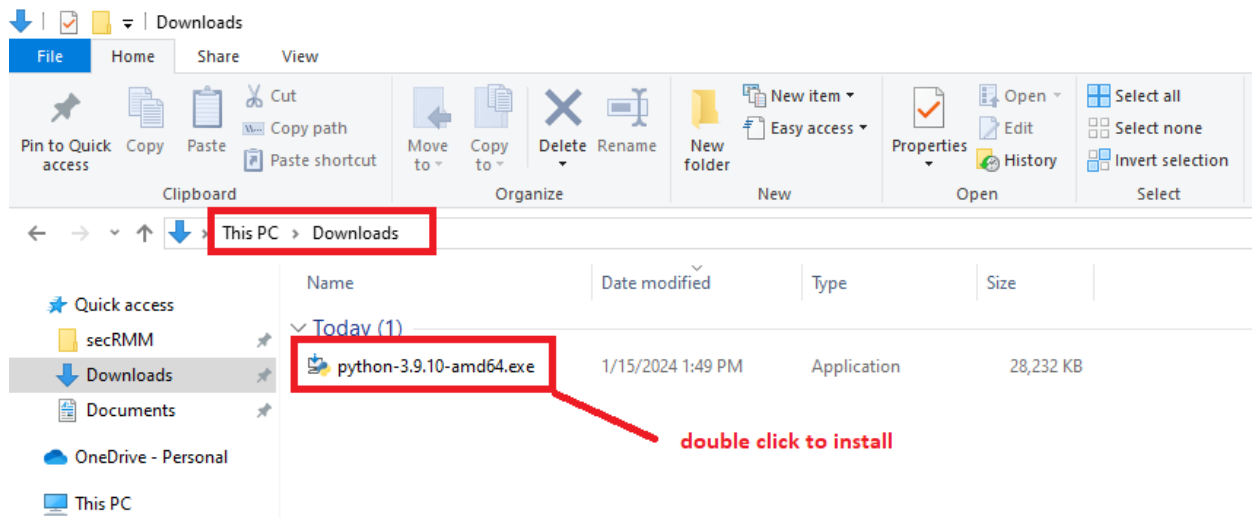 Downloads
File Home Share View
Pin to Quick access
Copy
Paste
Cut
Copy path
Paste shortcut
Clipboard
Move to
Copy to
Delete
Rename
Organize
New folder
New item
Easy access
New
Properties
Open
Edit
History
Open
Select all
Select none
Invert selection
Select
This PC > Downloads
Name Date modified Type Size
Quick access
secRMM
Downloads
Documents
OneDrive - Personal
This PC
Today (1)
python-3.9.10-amd64.exe 1/15/2024 1:49 PM Application 28,232 KB
double click to install